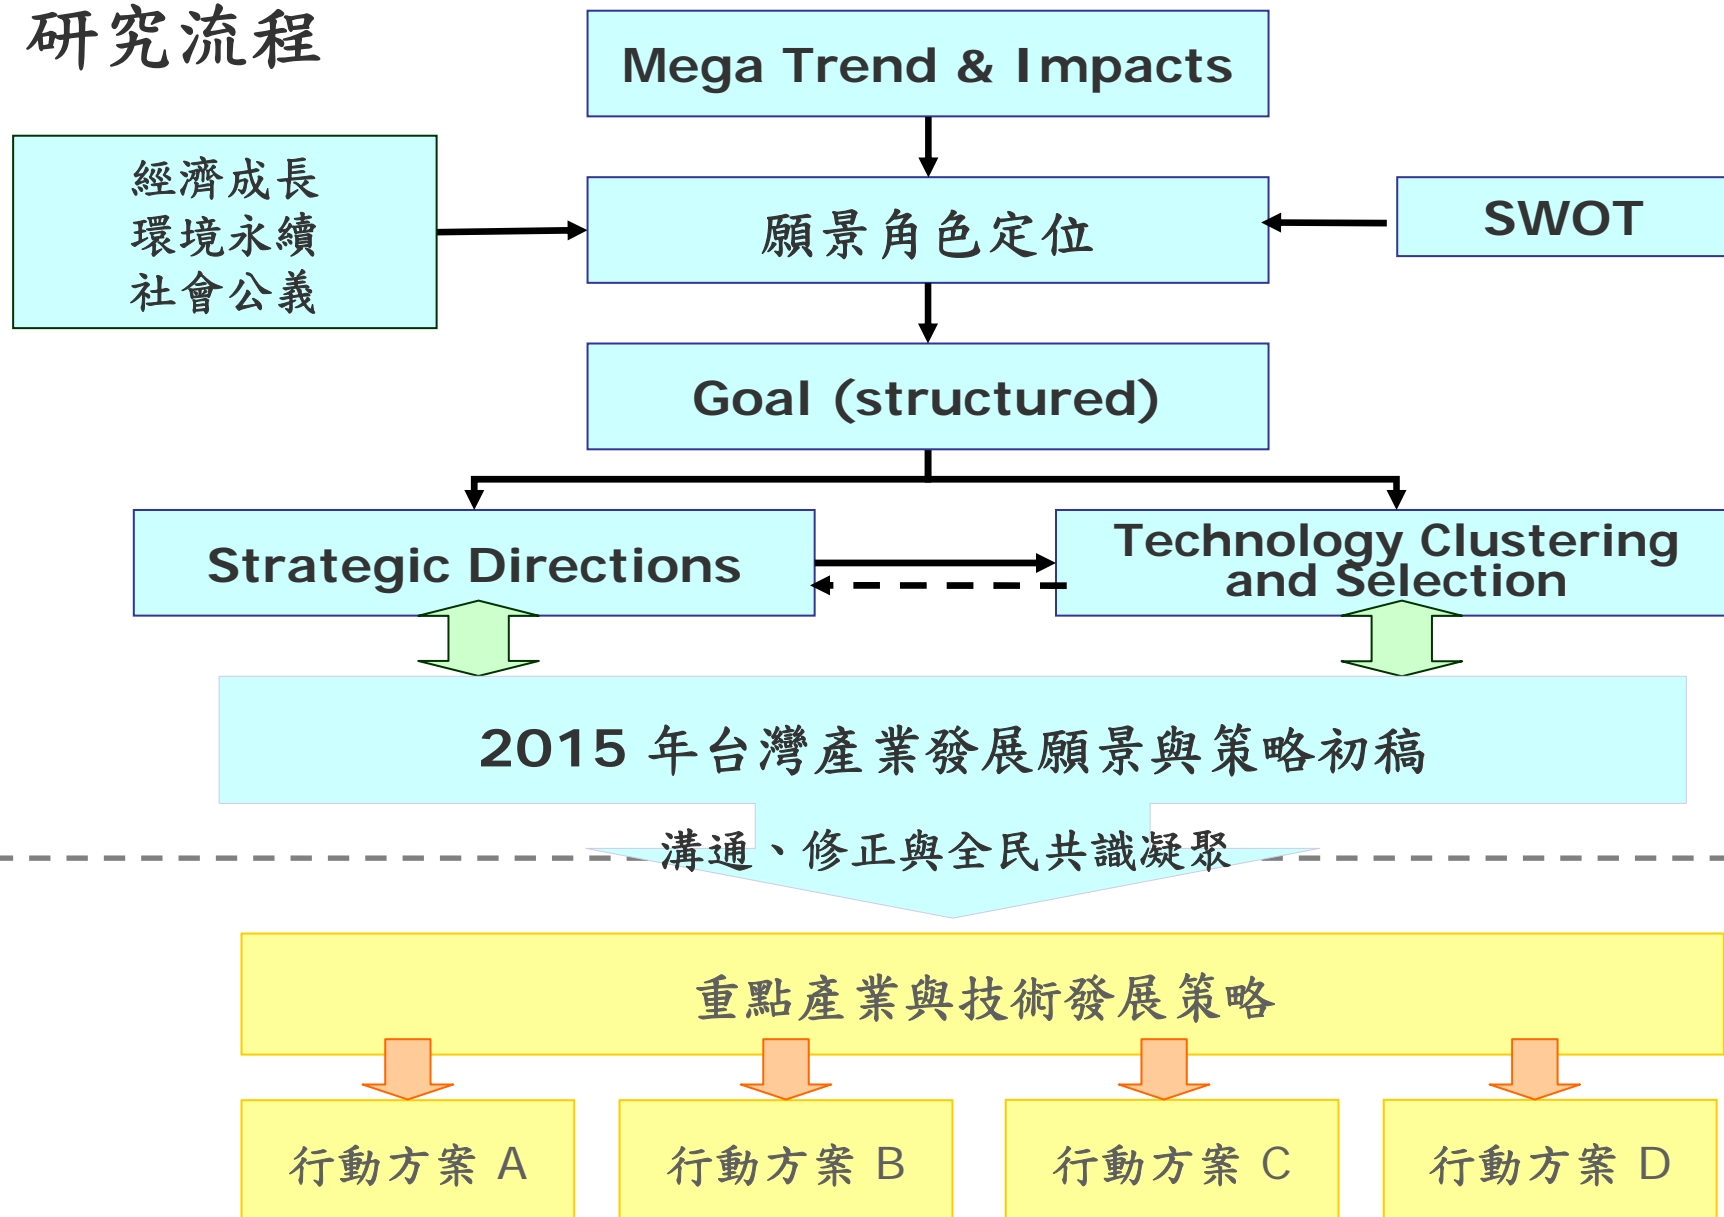 研究流程
Mega Trend & Impacts
經濟成長
環境永續
社會公義
願景角色定位
SWOT
Goal (structured)
Strategic Directions
Technology Clustering
and Selection
2015 年台灣產業發展願景與策略初稿
溝通、修正與全民共識凝聚
重點產業與技術發展策略
行動方案 A
行動方案 B
行動方案 C
行動方案 D